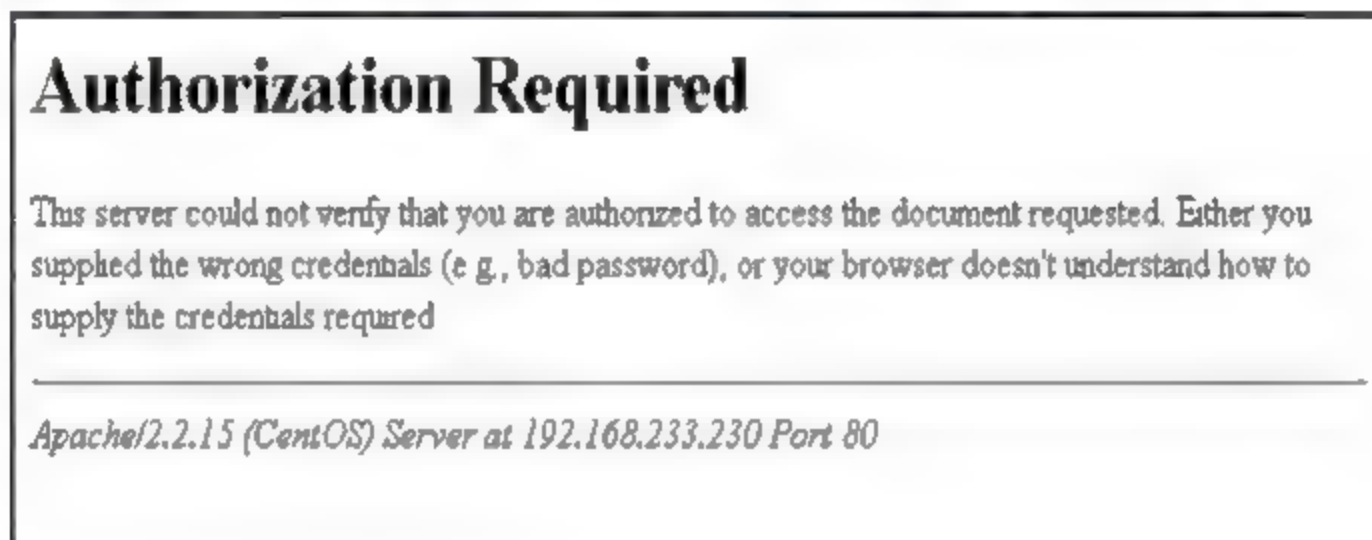 Authorization Required
This server could not verify that you are authorized to access the document requested. Either you
supplied the wrong credentials (e g., bad password), or your browser doesn't understand how to
supply the credentials required
Apache/2.2.15 (CentOS) Server at 192.168.233.230 Port 80